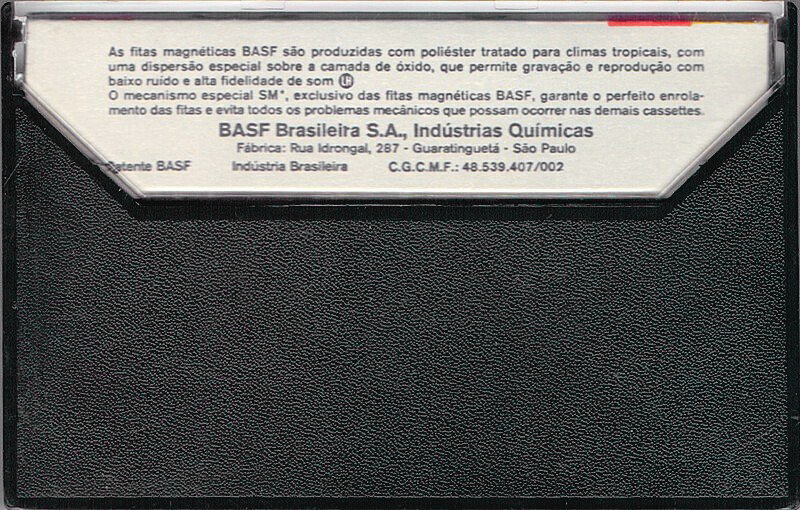 As fitas magnéticas BASF são produzidas com poliéster tratado para climas tropicais, com
uma dispersão especial sobre a camada de óxido, que permite gravação e reprodução com
baixo ruído e alta fidelidade de som
O mecanismo especial SM*, exclusivo das fitas magnéticas BASF, garante o perfeito enrola-
mento das fitas e evita todos os problemas mecânicos que possam ocorrer nas demais cassettes.
BASF Brasileira S.A., Indústrias Químicas
Fábrica: Rua Idrongal, 287 - Guaratinguetá - São Paulo
Patente BASF Indústria Brasileira C.G.C.M.F.: 48.539.407/002